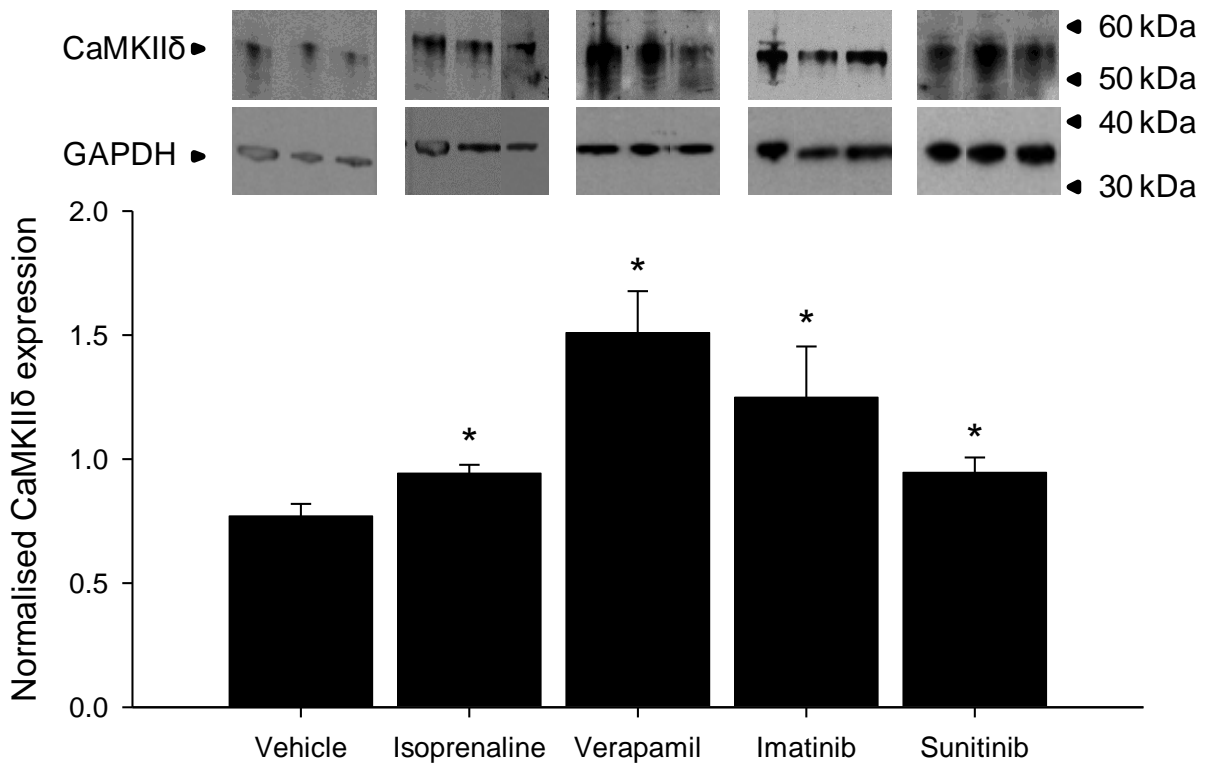 CaMKIIδ
60 kDa
50 kDa
GAPDH
40 kDa
30 kDa
Normalised CaMKIIδ expression
2.0
1.5
1.0
0.5
0.0
*
*
*
*
Vehicle Isoprenaline Verapamil Imatinib Sunitinib